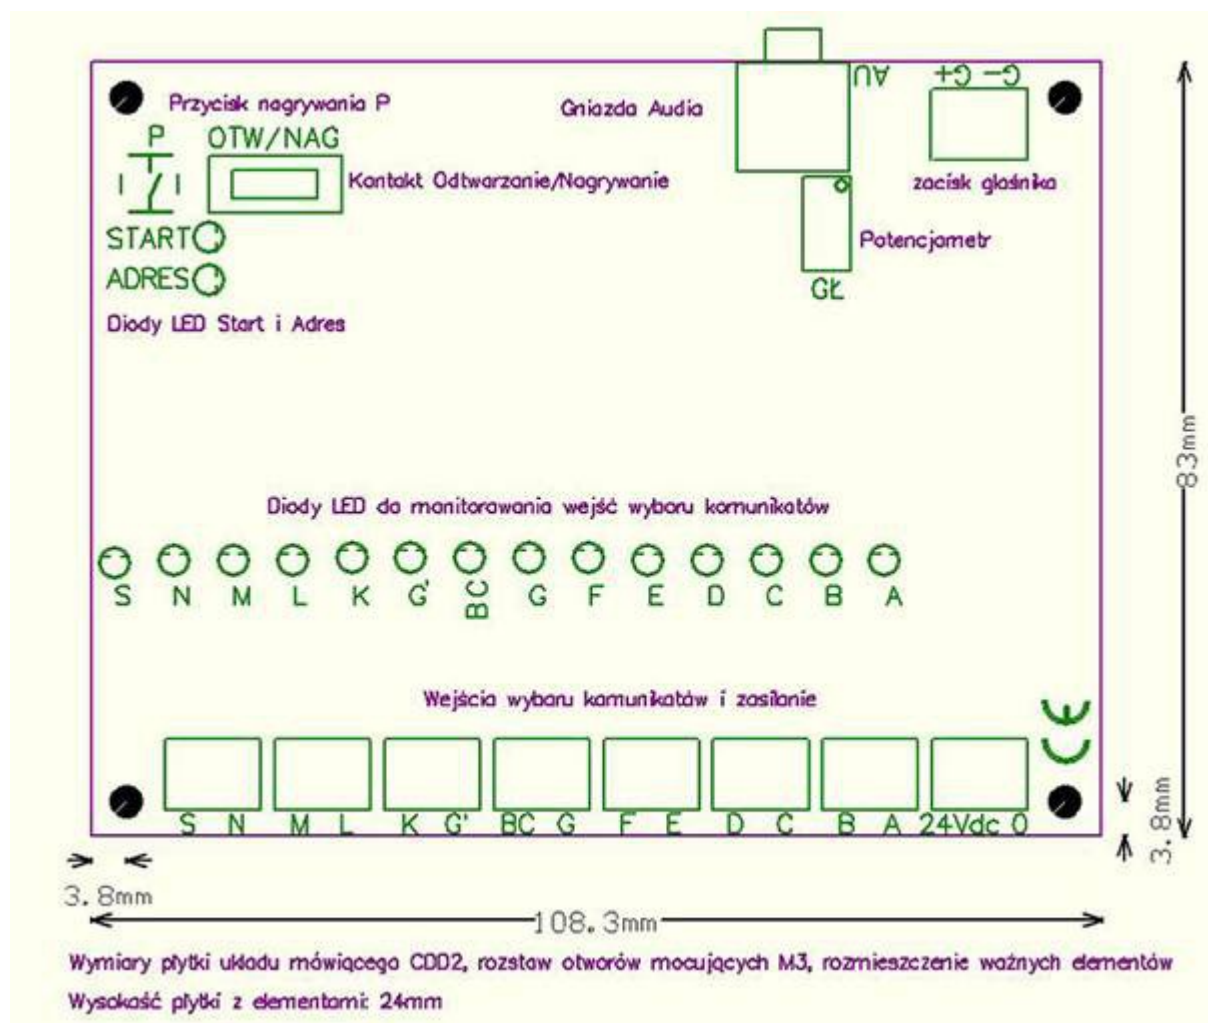 AU G+ G-
Przycisk nagrywania P
Gniazda Audio
P OTW/NAG
Kontakt Odtwarzanie/Nagrywanie
zacisk głośnika
START
Potencjometr
ADRES
GŁ
Diody LED Start i Adres
83mm
Diody LED do monitorowania wejść wyboru komunikatów
S N M L K G' BC G F E D C B A
Wejścia wyboru komunikatów i zasilanie
CE
S N M L K G' BC G F E D C B A 24Vdc 0
3.8mm
3.8mm
108.3mm
Wymiary płytki układu mówiącego CDD2, rozstaw otworów mocujących M3, rozmieszczenie ważnych elementów
Wysokość płytki z elementami: 24mm